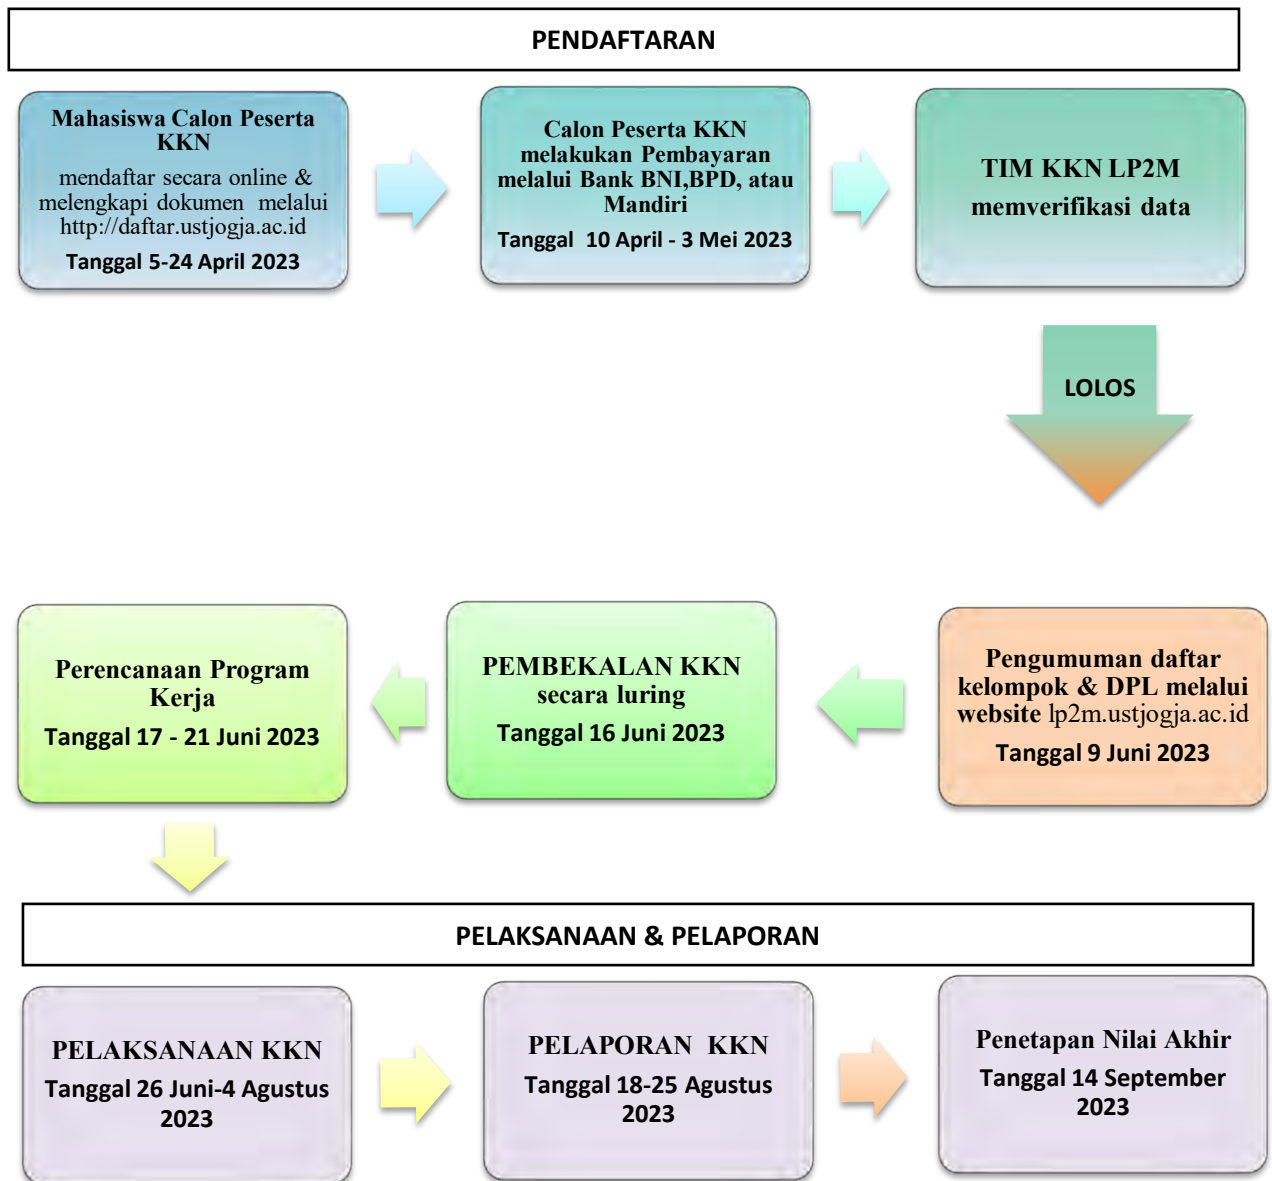 PENDAFTARAN
Mahasiswa Calon Peserta
KKN
mendaftar secara online &
melengkapi dokumen melalui
http://daftar.ustjogja.ac.id
Tanggal 5-24 April 2023
Calon Peserta KKN
melakukan Pembayaran
melalui Bank BNI,BPD, atau
Mandiri
Tanggal 10 April - 3 Mei 2023
TIM KKN LP2M
memverifikasi data
LOLOS
Pengumuman daftar
kelompok & DPL melalui
website lp2m.ustjogja.ac.id
Tanggal 9 Juni 2023
PEMBEKALAN KKN
secara luring
Tanggal 16 Juni 2023
Perencanaan Program
Kerja
Tanggal 17 - 21 Juni 2023
PELAKSANAAN & PELAPORAN
PELAKSANAAN KKN
Tanggal 26 Juni-4 Agustus
2023
PELAPORAN KKN
Tanggal 18-25 Agustus
2023
Penetapan Nilai Akhir
Tanggal 14 September
2023